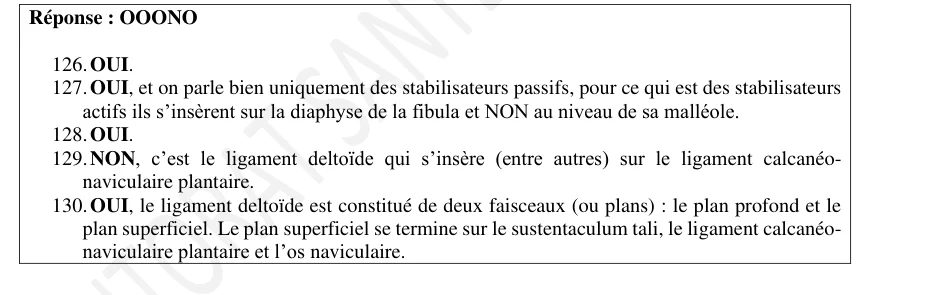 Réponse : OOONO
126. OUI.
127. OUI, et on parle bien uniquement des stabilisateurs passifs, pour ce qui est des stabilisateurs
actifs ils s’insèrent sur la diaphyse de la fibula et NON au niveau de sa malléole.
128. OUI.
129. NON, c’est le ligament deltoïde qui s’insère (entre autres) sur le ligament calcanéo-
naviculaire plantaire.
130. OUI, le ligament deltoïde est constitué de deux faisceaux (ou plans) : le plan profond et le
plan superficiel. Le plan superficiel se termine sur le sustentaculum tali, le ligament calcanéo-
naviculaire plantaire et l’os naviculaire.